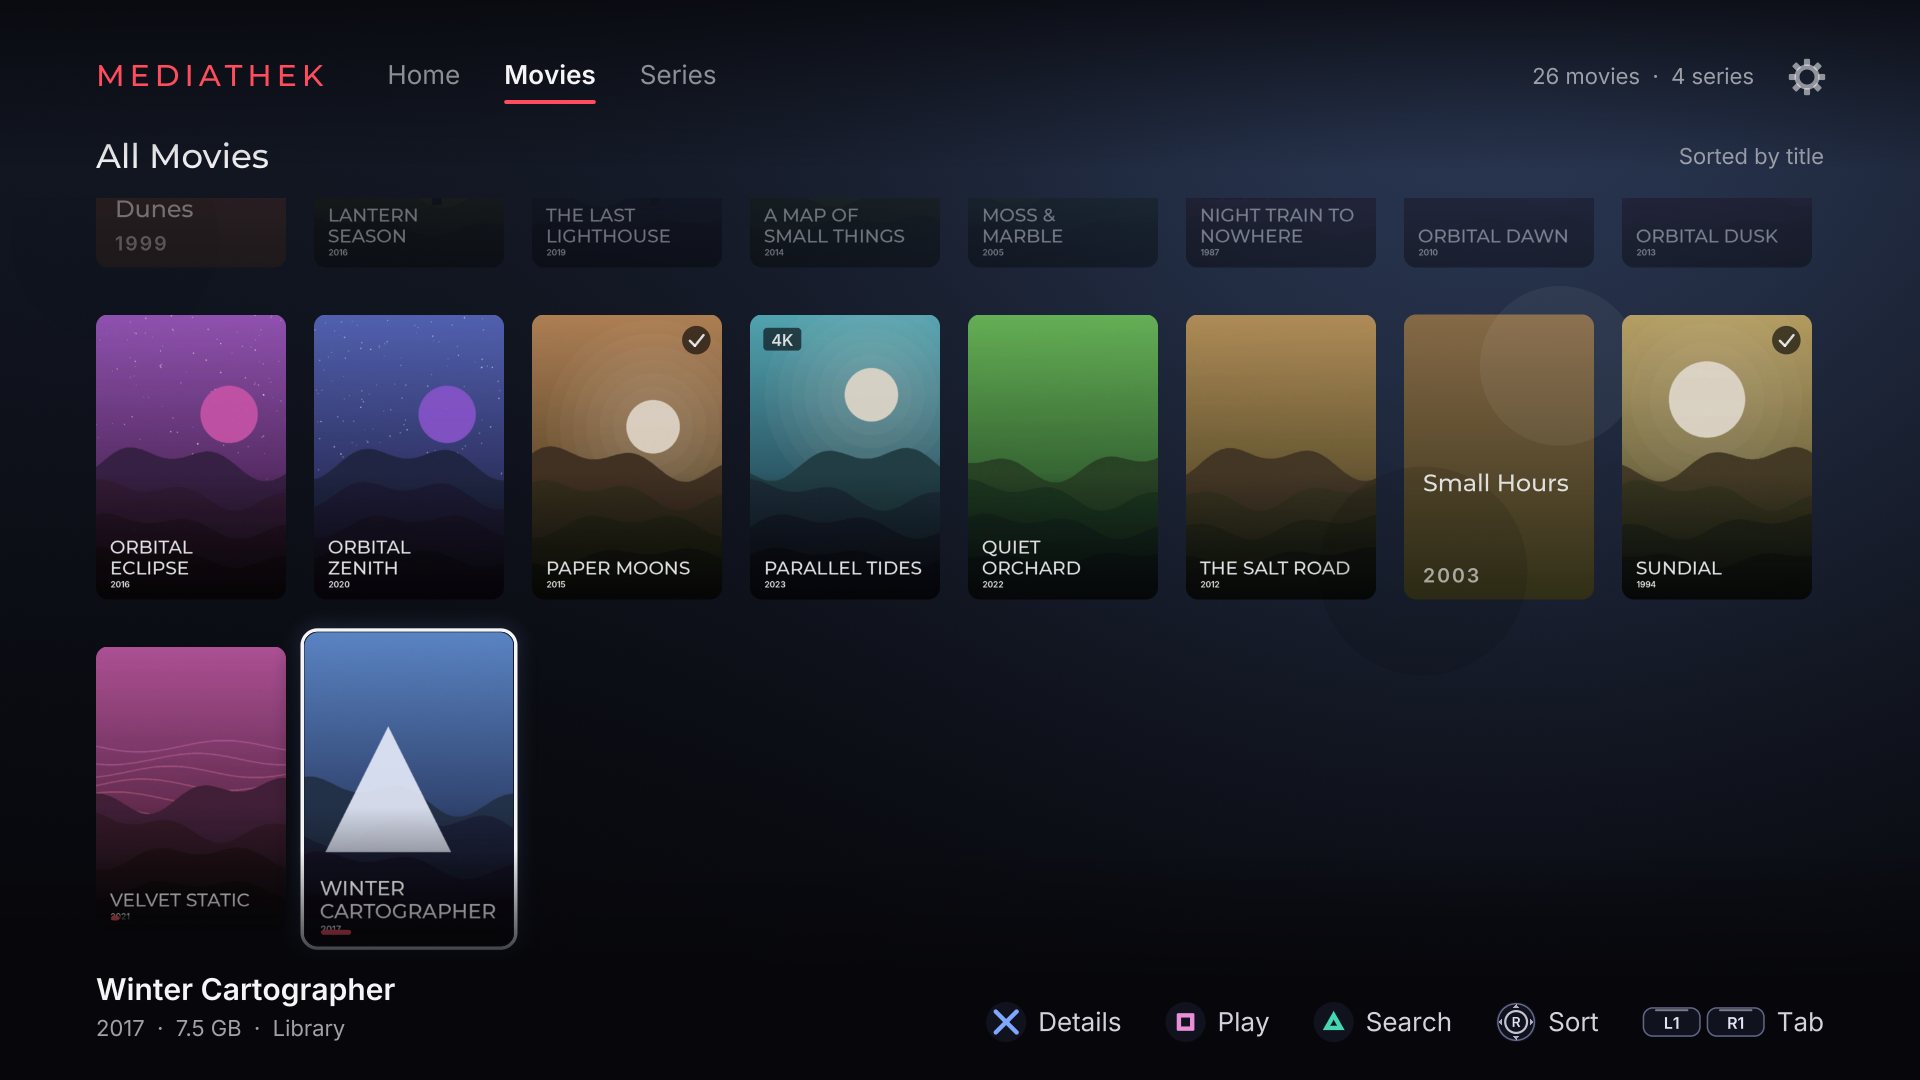 MEDIATHEK Home Movies Series 26 movies · 4 series
All Movies Sorted by title
Dunes
1999
LANTERN
SEASON
2016
THE LAST
LIGHTHOUSE
2019
A MAP OF
SMALL THINGS
2014
MOSS &
MARBLE
2005
NIGHT TRAIN TO
NOWHERE
1987
ORBITAL DAWN
2010
ORBITAL DUSK
2013
ORBITAL
ECLIPSE
2016
ORBITAL
ZENITH
2020
PAPER MOONS
2015
4K
PARALLEL TIDES
2023
QUIET
ORCHARD
2022
THE SALT ROAD
2012
Small Hours
2003
SUNDIAL
1994
VELVET STATIC
2021
WINTER
CARTOGRAPHER
2017
Winter Cartographer
2017 · 7.5 GB · Library
Details Play Search R Sort L1 R1 Tab